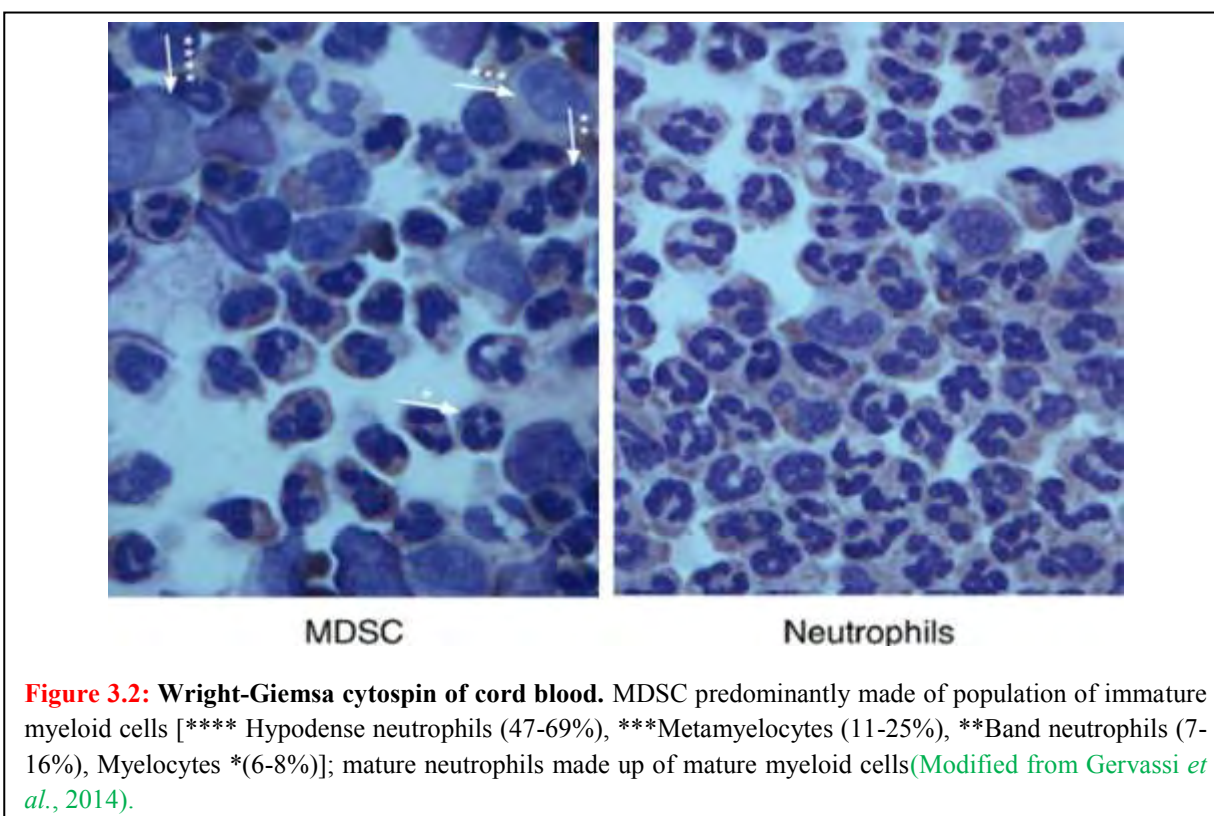 ****
***
**
*
MDSC
Neutrophils
Figure 3.2: Wright-Giemsa cytospin of cord blood. MDSC predominantly made of population of immature
myeloid cells [**** Hypodense neutrophils (47-69%), ***Metamyelocytes (11-25%), **Band neutrophils (7-
16%), Myelocytes *(6-8%)]; mature neutrophils made up of mature myeloid cells(Modified from Gervassi et
al., 2014).